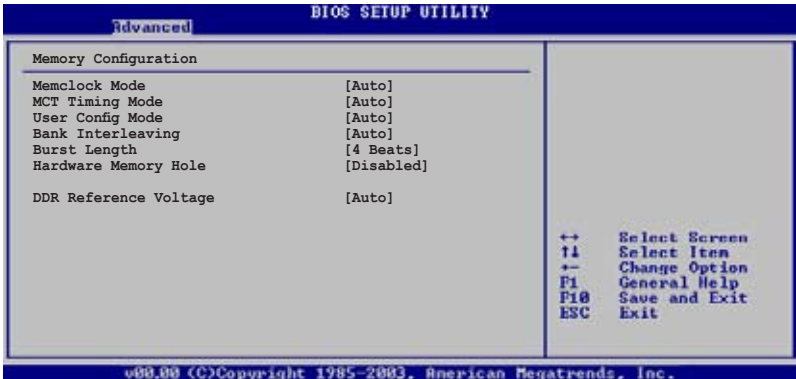 BIOS SETUP UTILITY
Advanced
Memory Configuration
Memclock Mode [Auto]
MCT Timing Mode [Auto]
User Config Mode [Auto]
Bank Interleaving [Auto]
Burst Length [4 Beats]
Hardware Memory Hole [Disabled]
DDR Reference Voltage [Auto]
←→ Select Screen
↑↓ Select Item
+- Change Option
F1 General Help
F10 Save and Exit
ESC Exit
v00.00 (C)Copyright 1985-2003, American Megatrends, Inc.